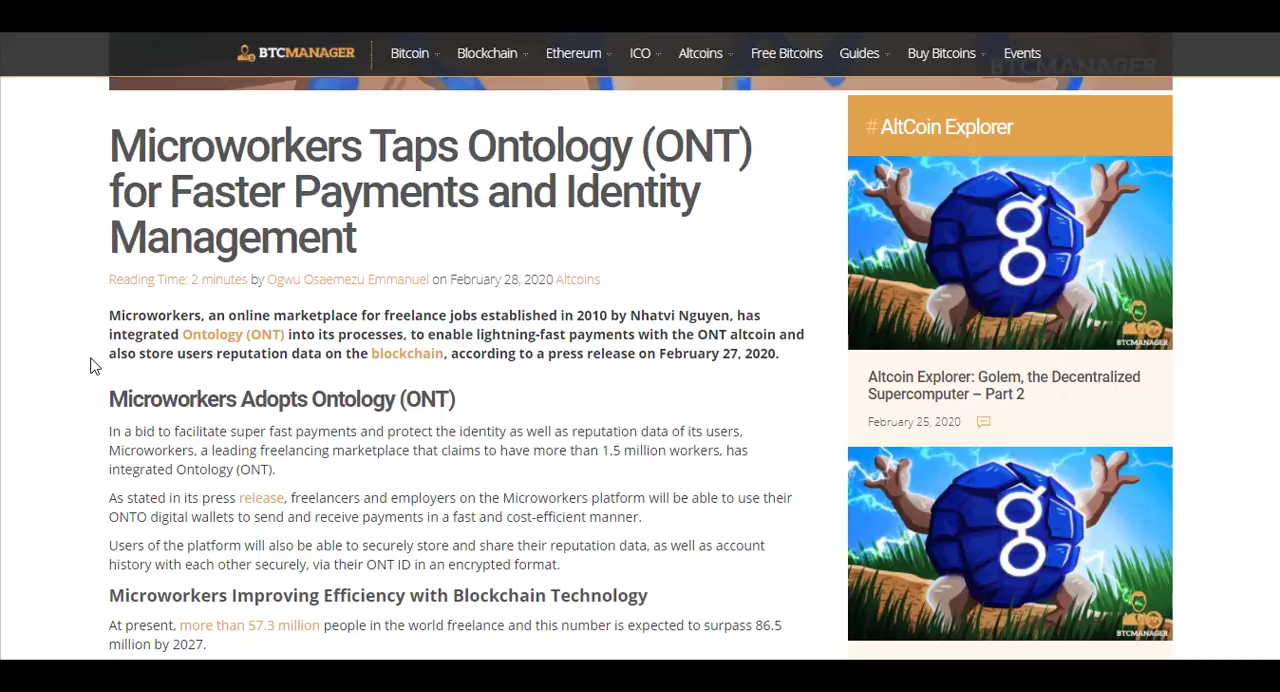 BTCMANAGER
Bitcoin
Blockchain
Ethereum
ICO
Altcoins
Free Bitcoins
Guides
Buy Bitcoins
Events
BTCMANAGER
Microworkers Taps Ontology (ONT)
for Faster Payments and Identity
Management
Reading Time: 2 minutes by Ogwu Osaemezu Emmanuel on February 28, 2020 Altcoins
Microworkers, an online marketplace for freelance jobs established in 2010 by Nhatvi Nguyen, has
integrated Ontology (ONT) into its processes, to enable lightning-fast payments with the ONT altcoin and
also store users reputation data on the blockchain, according to a press release on February 27, 2020.
Microworkers Adopts Ontology (ONT)
In a bid to facilitate super fast payments and protect the identity as well as reputation data of its users,
Microworkers, a leading freelancing marketplace that claims to have more than 1.5 million workers, has
integrated Ontology (ONT).
As stated in its press release, freelancers and employers on the Microworkers platform will be able to use their
ONTO digital wallets to send and receive payments in a fast and cost-efficient manner.
Users of the platform will also be able to securely store and share their reputation data, as well as account
history with each other securely, via their ONT ID in an encrypted format.
Microworkers Improving Efficiency with Blockchain Technology
At present, more than 57.3 million people in the world freelance and this number is expected to surpass 86.5
million by 2027.
# AltCoin Explorer
BTCMANAGER
Altcoin Explorer: Golem, the Decentralized
Supercomputer – Part 2
February 25, 2020
BTCMANAGER